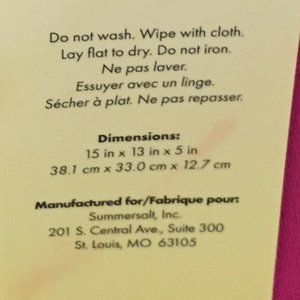 Do not wash. Wipe with cloth.
Lay flat to dry. Do not iron.
Ne pas laver.
Essuyer avec un linge.
Sécher à plat. Ne pas repasser.
Dimensions:
15 in x 13 in x 5 in
38.1 cm x 33.0 cm x 12.7 cm
Manufactured for/Fabrique pour:
Summersalt, Inc.
201 S. Central Ave., Suite 300
St. Louis, MO 63105